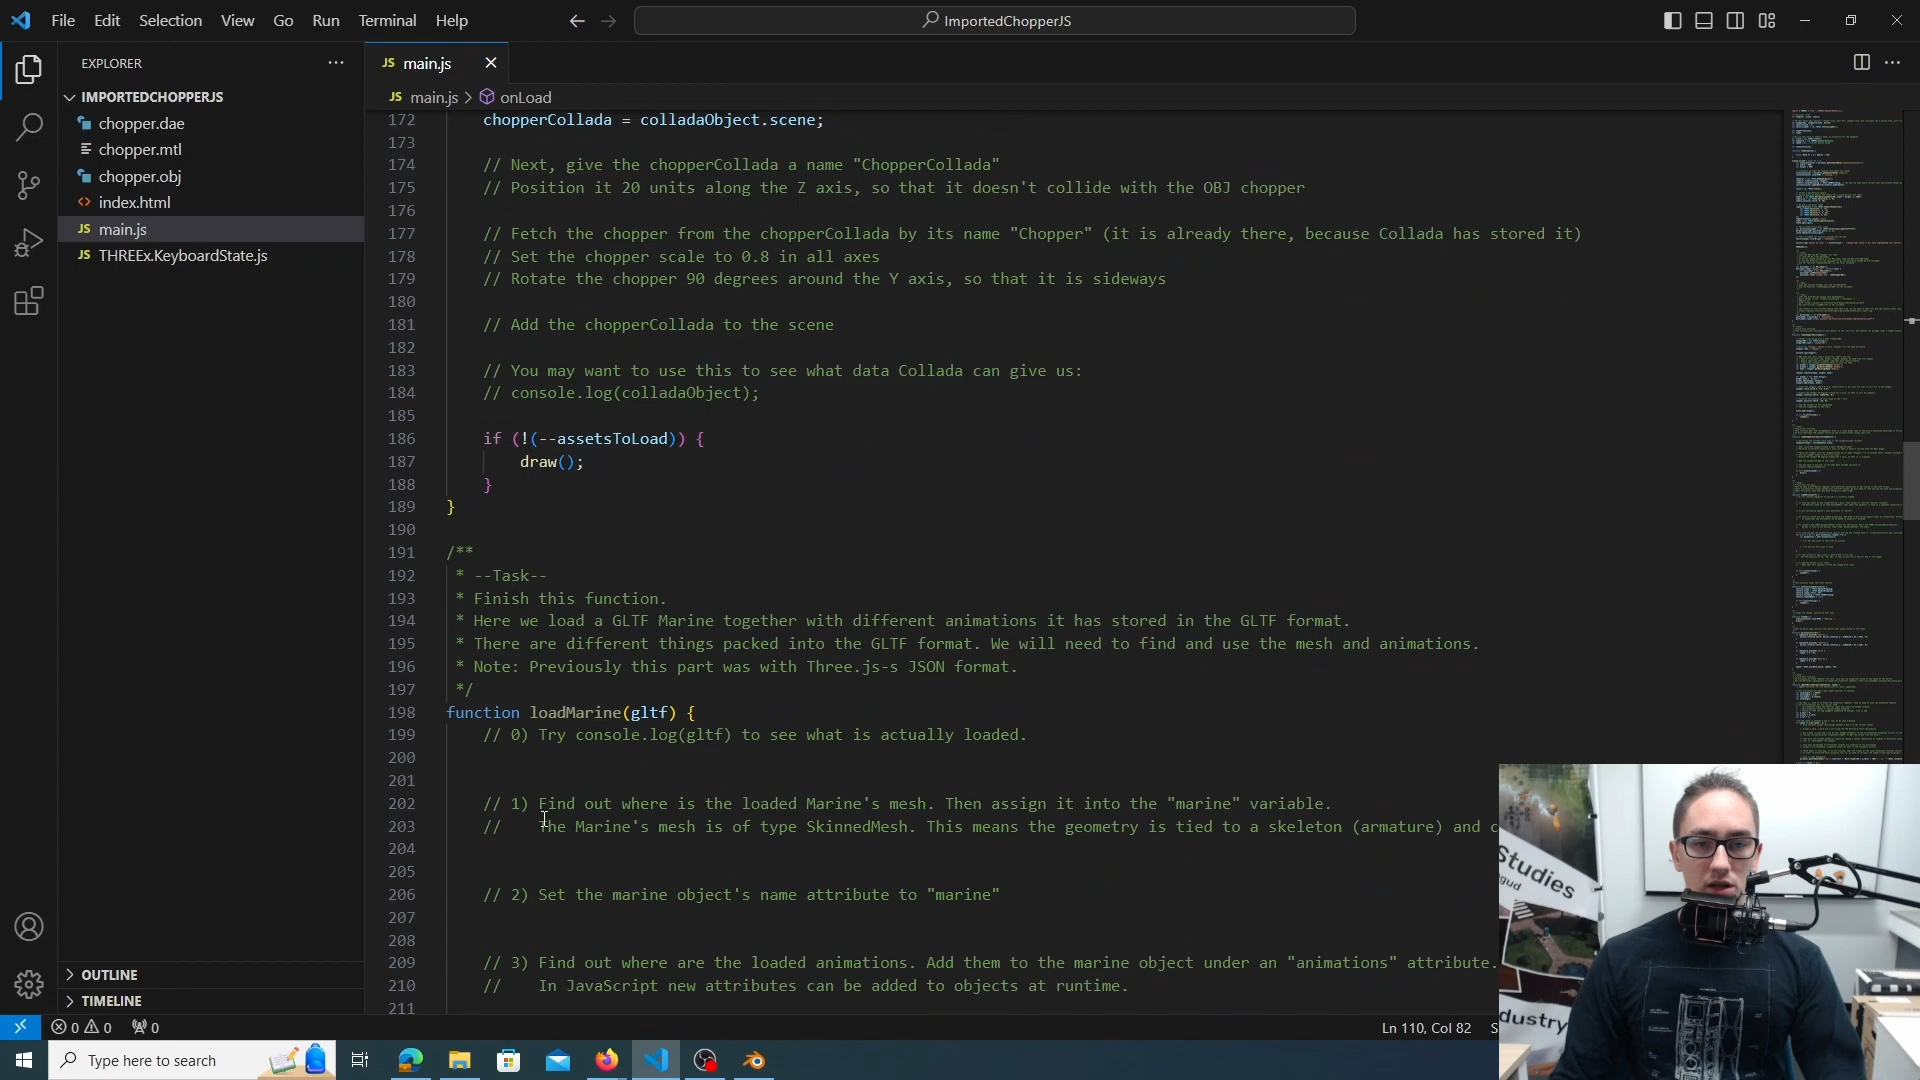 File Edit Selection View Go Run Terminal Help
ImportedChopperJS
EXPLORER
IMPORTEDCHOPPERJS
chopper.dae
chopper.mtl
chopper.obj
index.html
JS main.js
JS THREEx.KeyboardState.js
OUTLINE
TIMELINE
JS main.js
JS main.js > onLoad
172 chopperCollada = colladaObject.scene;
173
174 // Next, give the chopperCollada a name "ChopperCollada"
175 // Position it 20 units along the Z axis, so that it doesn't collide with the OBJ chopper
176
177 // Fetch the chopper from the chopperCollada by its name "Chopper" (it is already there, because Collada has stored it)
178 // Set the chopper scale to 0.8 in all axes
179 // Rotate the chopper 90 degrees around the Y axis, so that it is sideways
180
181 // Add the chopperCollada to the scene
182
183 // You may want to use this to see what data Collada can give us:
184 // console.log(colladaObject);
185
186 if (!(--assetsToLoad)) {
187 draw();
188 }
189 }
190
191 /**
192 * --Task--
193 * Finish this function.
194 * Here we load a GLTF Marine together with different animations it has stored in the GLTF format.
195 * There are different things packed into the GLTF format. We will need to find and use the mesh and animations.
196 * Note: Previously this part was with Three.js-s JSON format.
197 */
198 function loadMarine(gltf) {
199 // 0) Try console.log(gltf) to see what is actually loaded.
200
201
202 // 1) Find out where is the loaded Marine's mesh. Then assign it into the "marine" variable.
203 // The Marine's mesh is of type SkinnedMesh. This means the geometry is tied to a skeleton (armature) and c
204
205
206 // 2) Set the marine object's name attribute to "marine"
207
208
209 // 3) Find out where are the loaded animations. Add them to the marine object under an "animations" attribute.
210 // In JavaScript new attributes can be added to objects at runtime.
211
0 0 0
Ln 110, Col 82 S
Studies
gud
dustry
Type here to search